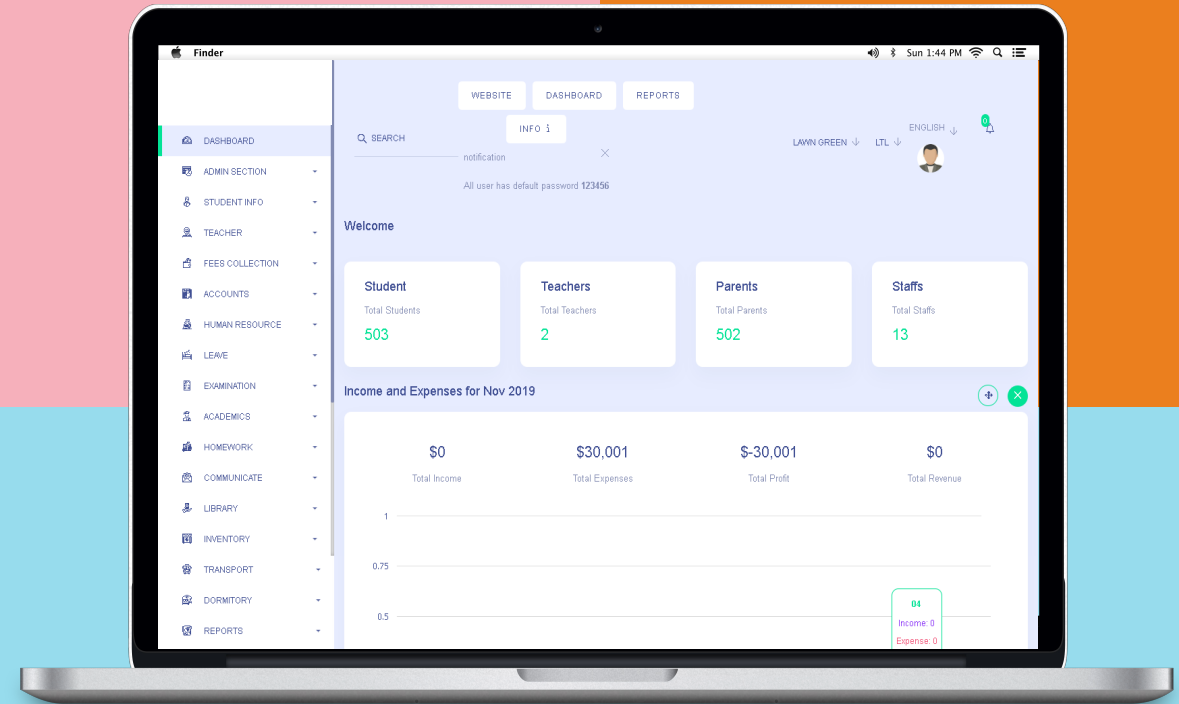 Finder
Sun 1:44 PM
WEBSITE DASHBOARD REPORTS
INFO i
SEARCH
notification
All user has default password 123456
LAWN GREEN
LTL
ENGLISH
0
DASHBOARD
ADMIN SECTION
STUDENT INFO
TEACHER
FEES COLLECTION
ACCOUNTS
HUMAN RESOURCE
LEAVE
EXAMINATION
ACADEMICS
HOMEWORK
COMMUNICATE
LIBRARY
INVENTORY
TRANSPORT
DORMITORY
REPORTS
Welcome
Student
Total Students
503
Teachers
Total Teachers
2
Parents
Total Parents
502
Staffs
Total Staffs
13
Income and Expenses for Nov 2019
$0
Total Income
$30,001
Total Expenses
$-30,001
Total Profit
$0
Total Revenue
1
0.75
0.5
04
Income: 0
Expense: 0